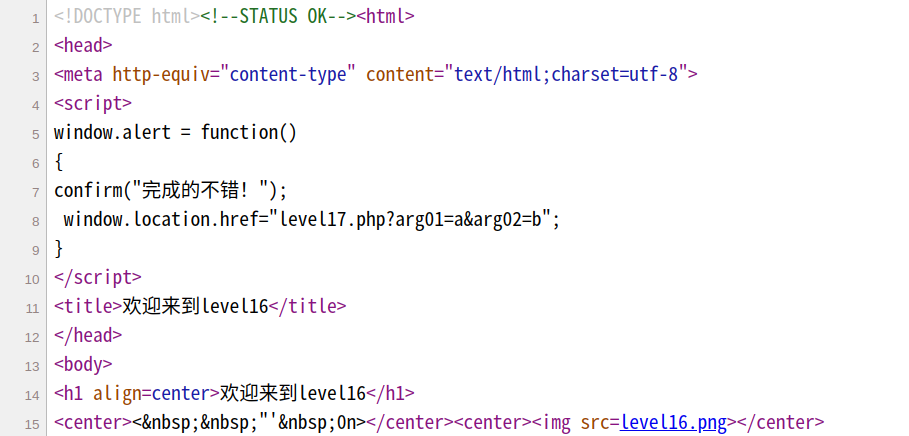 1 <!DOCTYPE html><!--STATUS OK--><html>
2 <head>
3 <meta http-equiv="content-type" content="text/html;charset=utf-8">
4 <script>
5 window.alert = function()
6 {
7 confirm("完成的不错！");
8  window.location.href="level17.php?arg01=a&arg02=b";
9 }
10 </script>
11 <title>欢迎来到level16</title>
12 </head>
13 <body>
14 <h1 align=center>欢迎来到level16</h1>
15 <center><&nbsp;&nbsp;"'&nbsp;On></center><center><img src=level16.png></center>